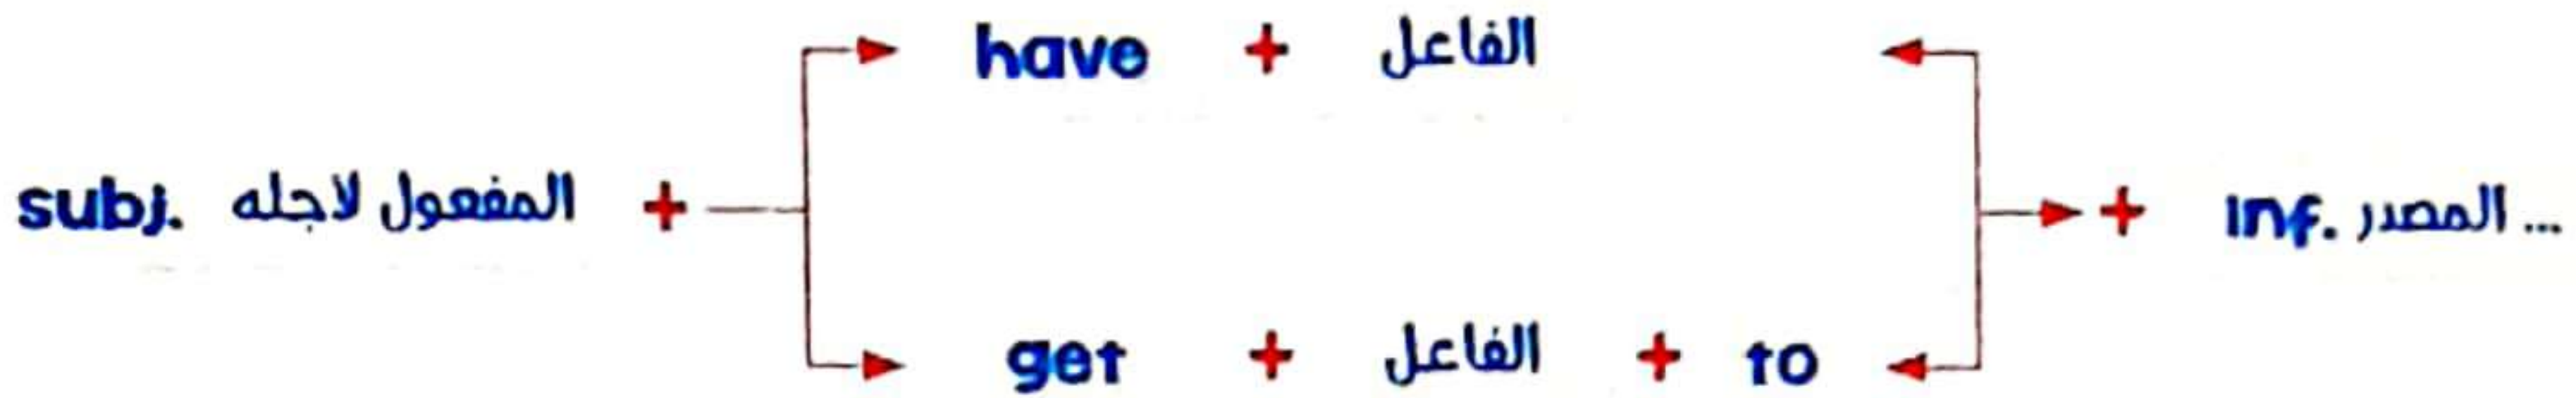 have + الفاعل
subj. المفعول لاجله + + inf. المصدر ...
get + الفاعل + to